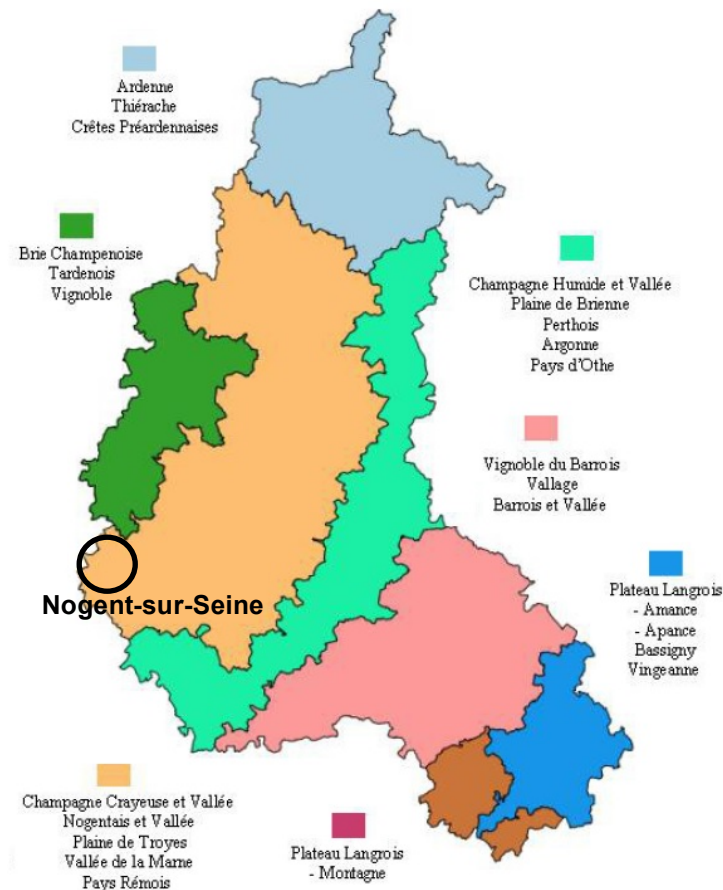 Ardenne
Thiérache
Crêtes Préardennaises
Brie Champenoise
Tardenois
Vignoble
Champagne Humide et Vallée
Plaine de Brienne
Perthois
Argonne
Pays d'Othe
Vignoble du Barrois
Vallage
Barrois et Vallée
Nogent-sur-Seine
Plateau Langrois
- Amance
- Apance
Bassigny
Vingeanne
Champagne Crayeuse et Vallée
Nogentais et Vallée
Plaine de Troyes
Vallée de la Marne
Pays Rémois
Plateau Langrois
- Montagne